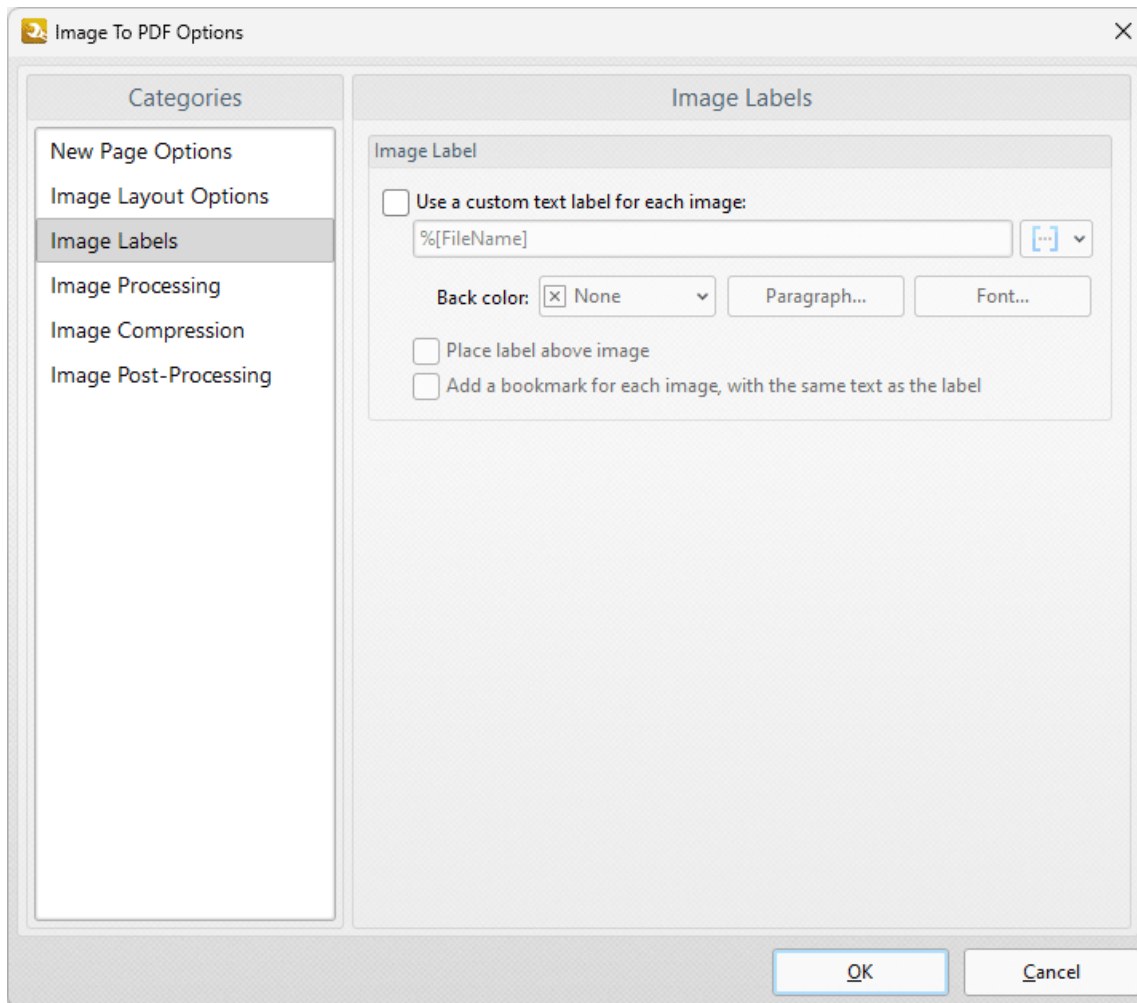 Image To PDF Options
Categories
New Page Options
Image Layout Options
Image Labels
Image Processing
Image Compression
Image Post-Processing
Image Labels
Image Label
Use a custom text label for each image:
%[FileName]
Back color: None Paragraph... Font...
Place label above image
Add a bookmark for each image, with the same text as the label
OK Cancel